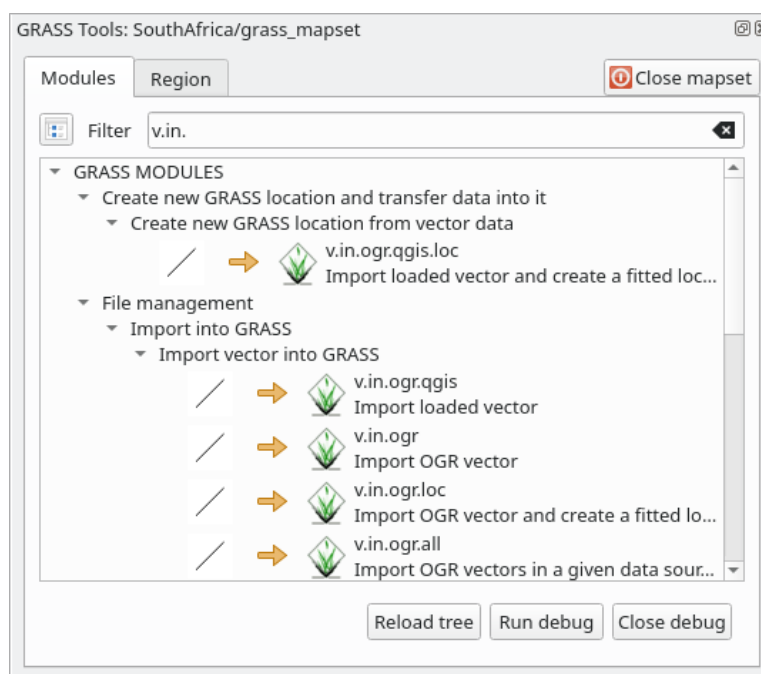 GRASS Tools: SouthAfrica/grass_mapset
Modules
Region
Close mapset
Filter
v.in.
GRASS MODULES
Create new GRASS location and transfer data into it
Create new GRASS location from vector data
v.in.ogr.qgis.loc
Import loaded vector and create a fitted loc...
File management
Import into GRASS
Import vector into GRASS
v.in.ogr.qgis
Import loaded vector
v.in.ogr
Import OGR vector
v.in.ogr.loc
Import OGR vector and create a fitted lo...
v.in.ogr.all
Import OGR vectors in a given data sour...
Reload tree
Run debug
Close debug